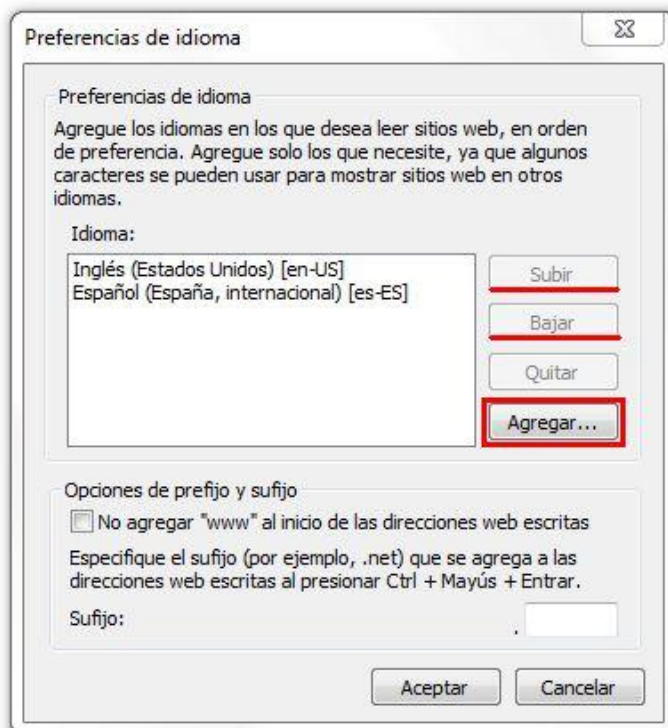 Preferencias de idioma
Preferencias de idioma
Agregue los idiomas en los que desea leer sitios web, en orden
de preferencia. Agregue solo los que necesite, ya que algunos
caracteres se pueden usar para mostrar sitios web en otros
idiomas.
Idioma:
Inglés (Estados Unidos) [en-US]
Español (España, internacional) [es-ES]
Subir
Bajar
Quitar
Agregar...
Opciones de prefijo y sufijo
No agregar "www" al inicio de las direcciones web escritas
Especifique el sufijo (por ejemplo, .net) que se agrega a las
direcciones web escritas al presionar Ctrl + Mayús + Entrar.
Sufijo: .
Aceptar
Cancelar